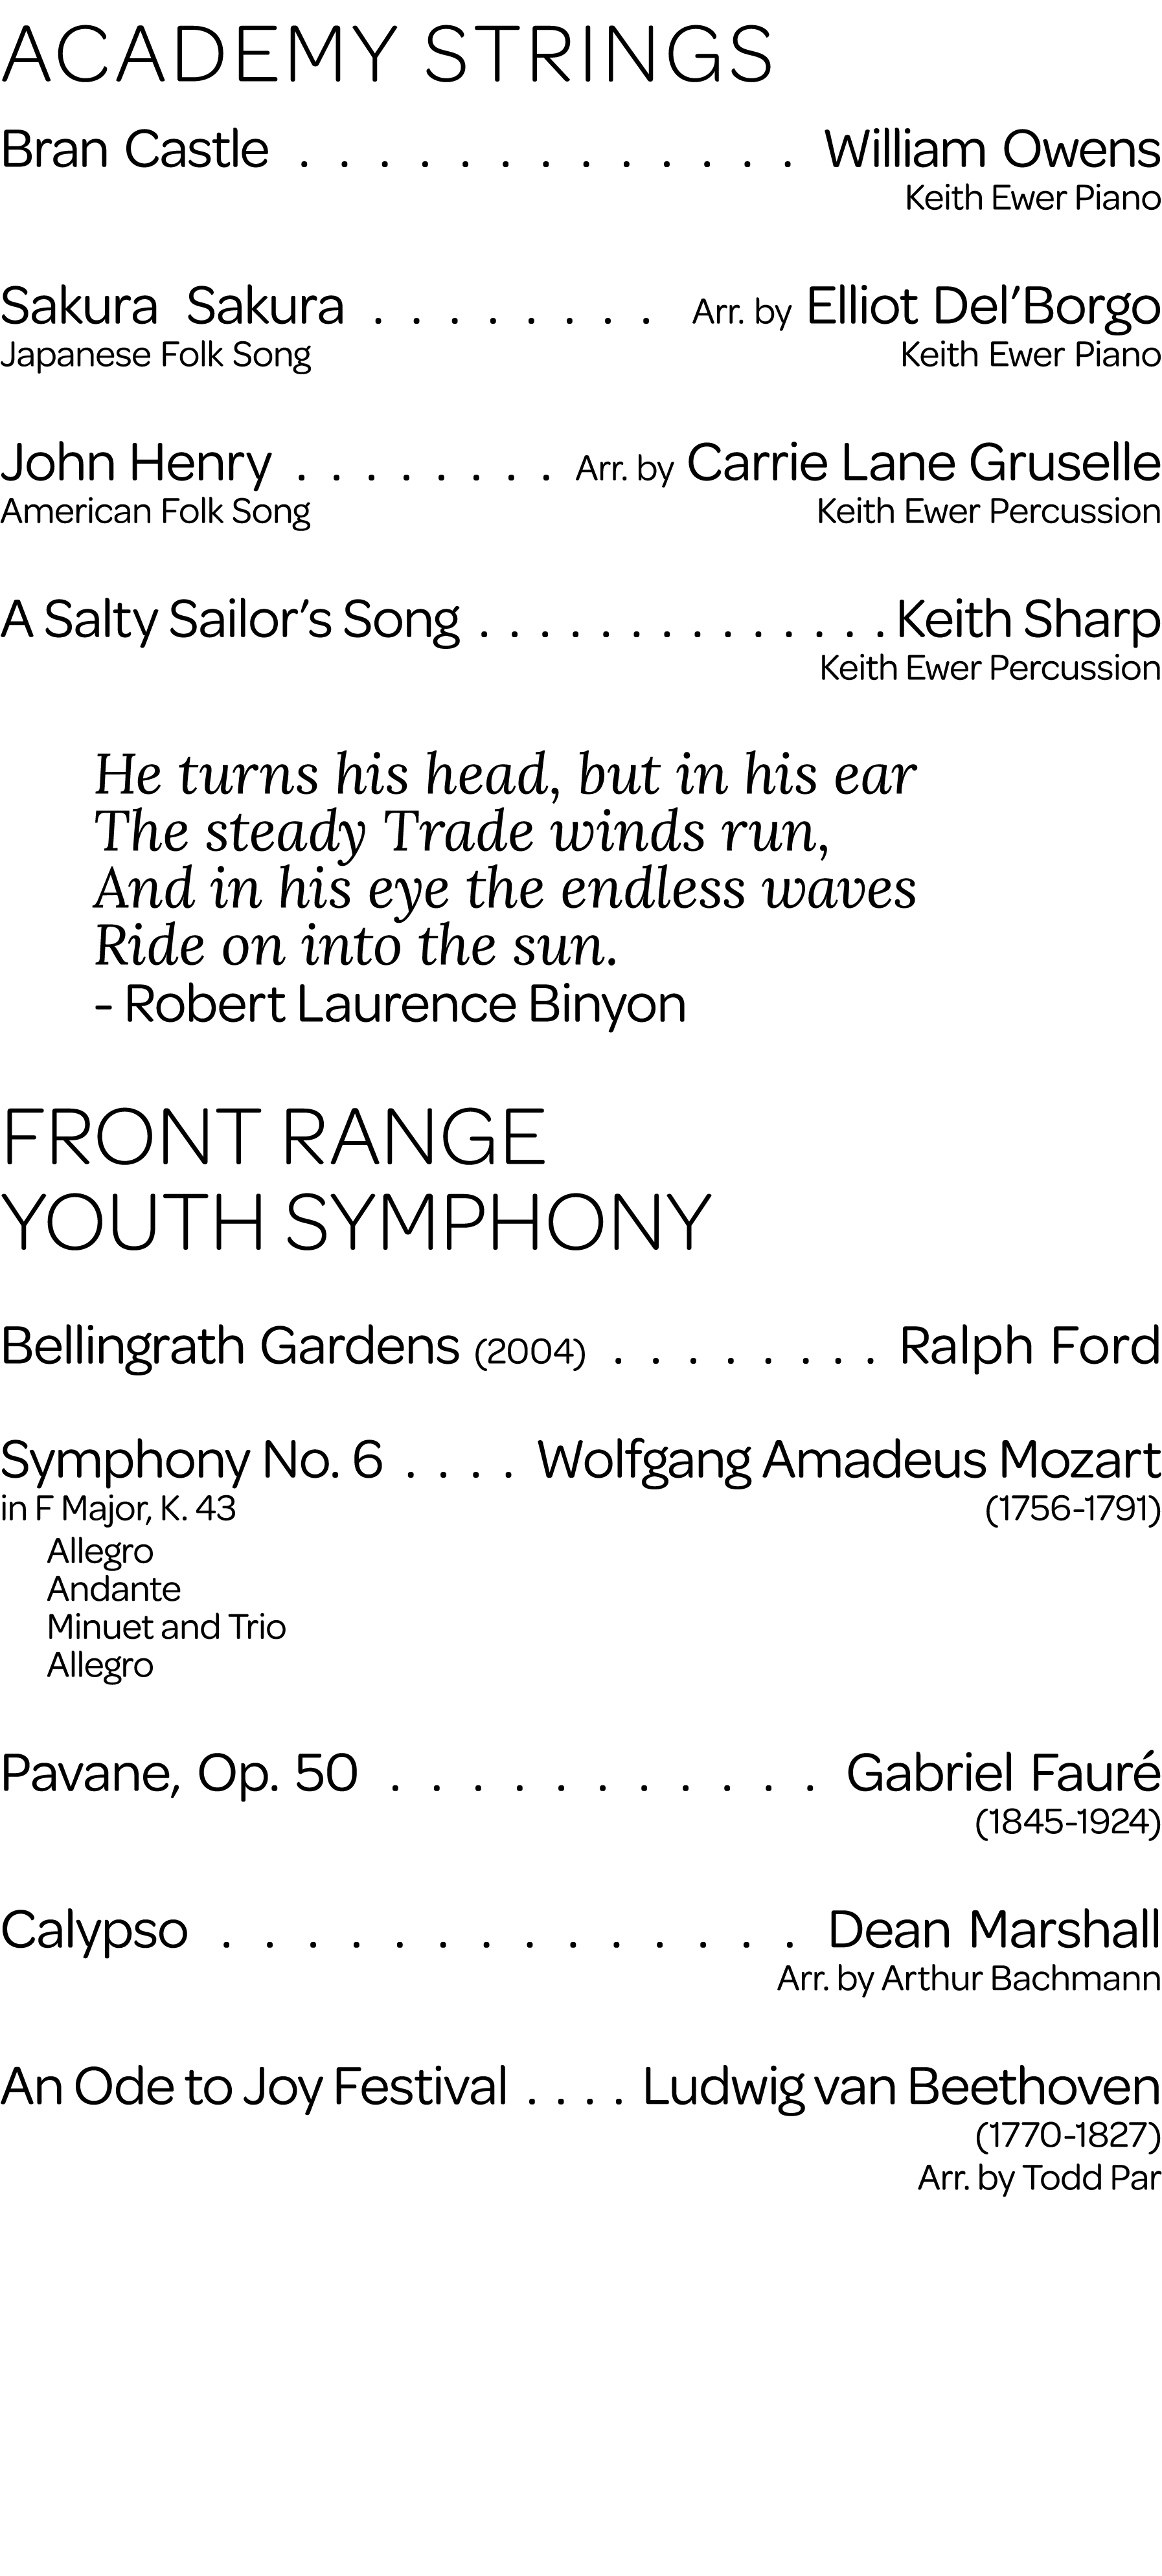 ACADEMY STRINGS
Bran Castle . . . . . . . . . . . . . William Owens
Keith Ewer Piano
Sakura Sakura . . . . . . . . Arr. by Elliot Del’Borgo
Japanese Folk Song Keith Ewer Piano
John Henry . . . . . . . . Arr. by Carrie Lane Gruselle
American Folk Song Keith Ewer Percussion
A Salty Sailor’s Song . . . . . . . . . . . . . . Keith Sharp
Keith Ewer Percussion
He turns his head, but in his ear
The steady Trade winds run,
And in his eye the endless waves
Ride on into the sun.
- Robert Laurence Binyon
FRONT RANGE
YOUTH SYMPHONY
Bellingrath Gardens (2004) . . . . . . . . Ralph Ford
Symphony No. 6 . . . . Wolfgang Amadeus Mozart
in F Major, K. 43 (1756-1791)
Allegro
Andante
Minuet and Trio
Allegro
Pavane, Op. 50 . . . . . . . . . . . Gabriel Fauré
(1845-1924)
Calypso . . . . . . . . . . . . . . Dean Marshall
Arr. by Arthur Bachmann
An Ode to Joy Festival . . . . Ludwig van Beethoven
(1770-1827)
Arr. by Todd Par